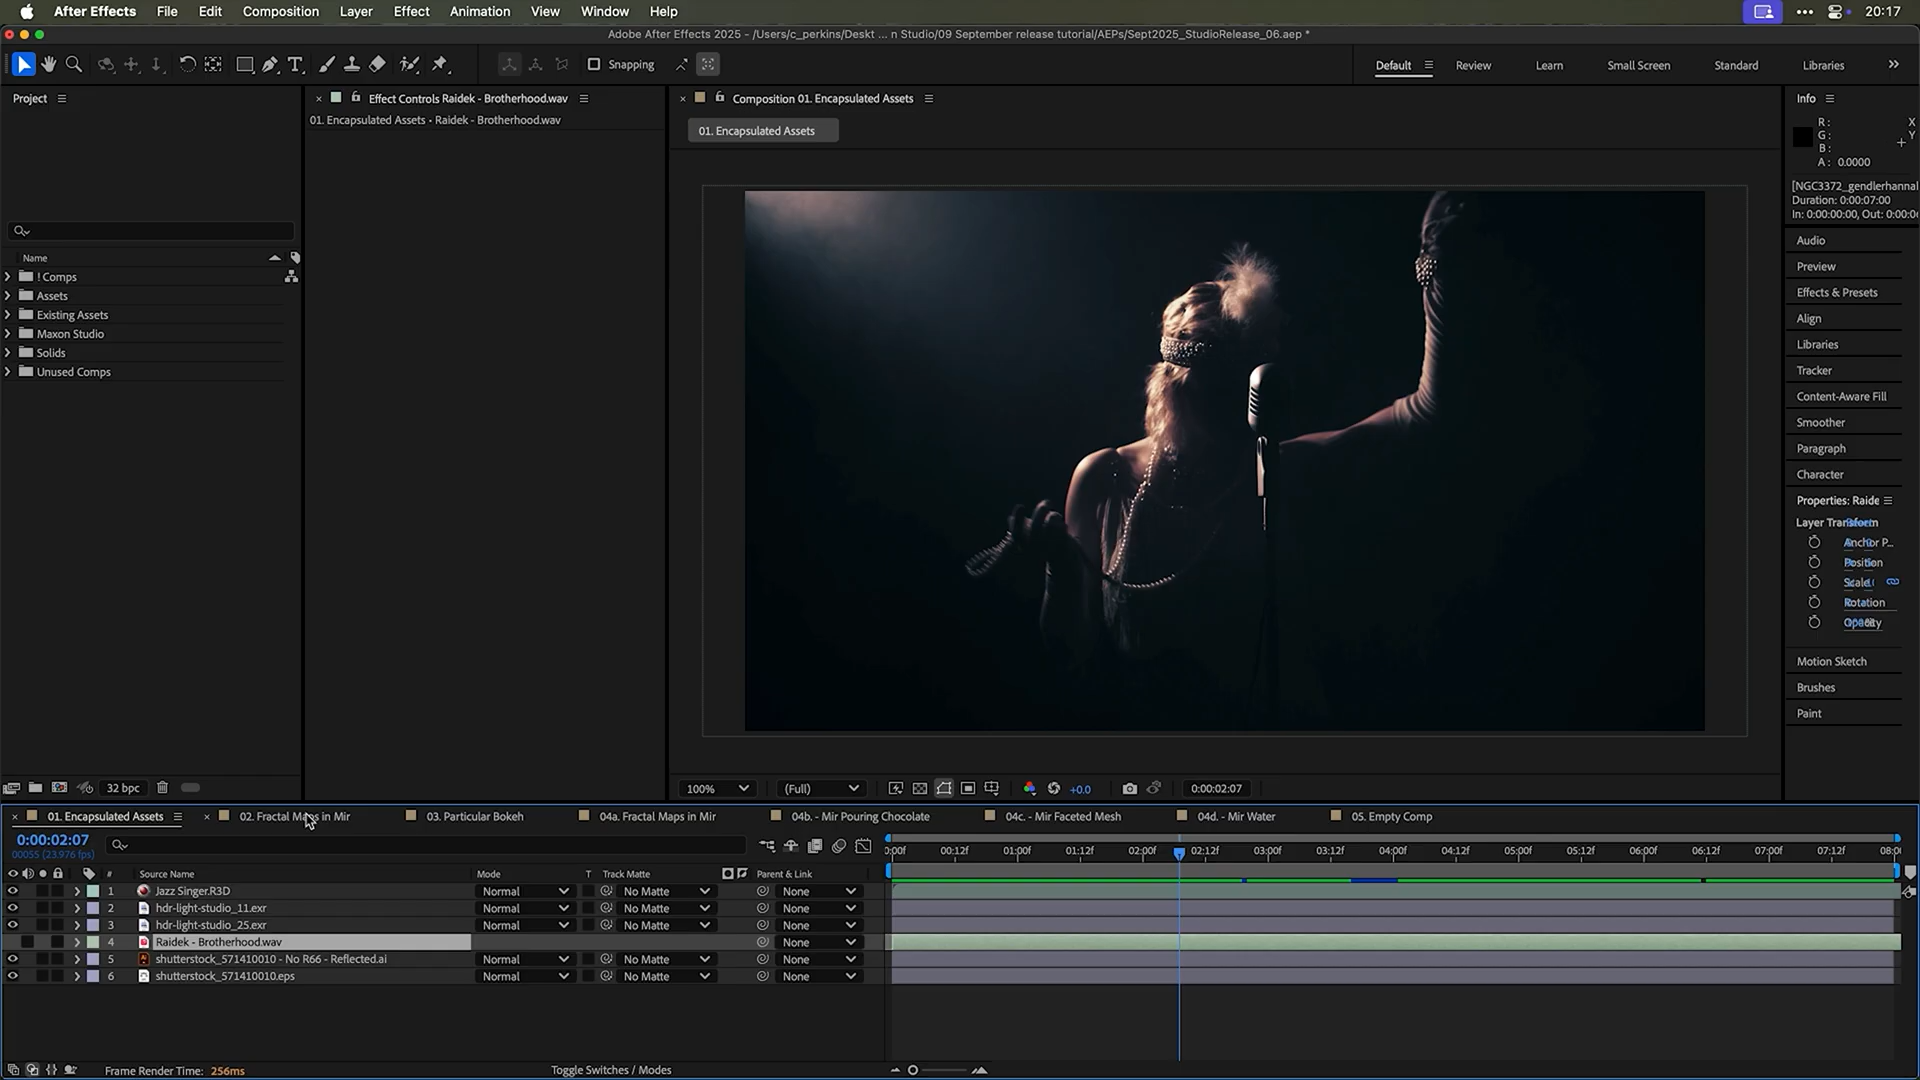 After Effects File Edit Composition Layer Effect Animation View Window Help 20:17
Adobe After Effects 2025 - /Users/c_perkins/Deskt ... n Studio/09 September release tutorial/AEPs/Sept2025_StudioRelease_06.aep *
Snapping Default Review Learn Small Screen Standard Libraries
Project
Effect Controls Raidek - Brotherhood.wav
01. Encapsulated Assets • Raidek - Brotherhood.wav
Composition 01. Encapsulated Assets
01. Encapsulated Assets
Info
R :
G :
B :
A : 0.0000
X
Y
[NGC3372_gendlerhannal
Duration: 0:00:07:00
In: 0:00:00:00, Out: 0:00:0
Name
! Comps
Assets
Existing Assets
Maxon Studio
Solids
Unused Comps
Audio
Preview
Effects & Presets
Align
Libraries
Tracker
Content-Aware Fill
Smoother
Paragraph
Character
Properties: Raide
Layer Transform
Anchor P...
Position
Scale
Rotation
Opacity
Motion Sketch
Brushes
Paint
32 bpc
100% (Full) +0.0 0:00:02:07
01. Encapsulated Assets 02. Fractal Maps in Mir 03. Particular Bokeh 04a. Fractal Maps in Mir 04b. - Mir Pouring Chocolate 04c. - Mir Faceted Mesh 04d. - Mir Water 05. Empty Comp
0:00:02:07
00055 (23.976 fps)
:00f 00:12f 01:00f 01:12f 02:00f 02:12f 03:00f 03:12f 04:00f 04:12f 05:00f 05:12f 06:00f 06:12f 07:00f 07:12f 08:0
# Source Name Mode T Track Matte Parent & Link
1 Jazz Singer.R3D Normal No Matte None
2 hdr-light-studio_11.exr Normal No Matte None
3 hdr-light-studio_25.exr Normal No Matte None
4 Raidek - Brotherhood.wav None
5 shutterstock_571410010 - No R66 - Reflected.ai Normal No Matte None
6 shutterstock_571410010.eps Normal No Matte None
Frame Render Time: 256ms Toggle Switches / Modes